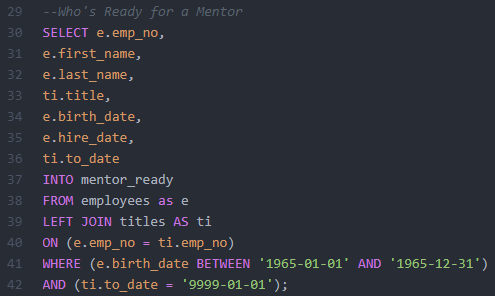 29 --Who's Ready for a Mentor
30 SELECT e.emp_no,
31 e.first_name,
32 e.last_name,
33 ti.title,
34 e.birth_date,
35 e.hire_date,
36 ti.to_date
37 INTO mentor_ready
38 FROM employees as e
39 LEFT JOIN titles AS ti
40 ON (e.emp_no = ti.emp_no)
41 WHERE (e.birth_date BETWEEN '1965-01-01' AND '1965-12-31')
42 AND (ti.to_date = '9999-01-01');